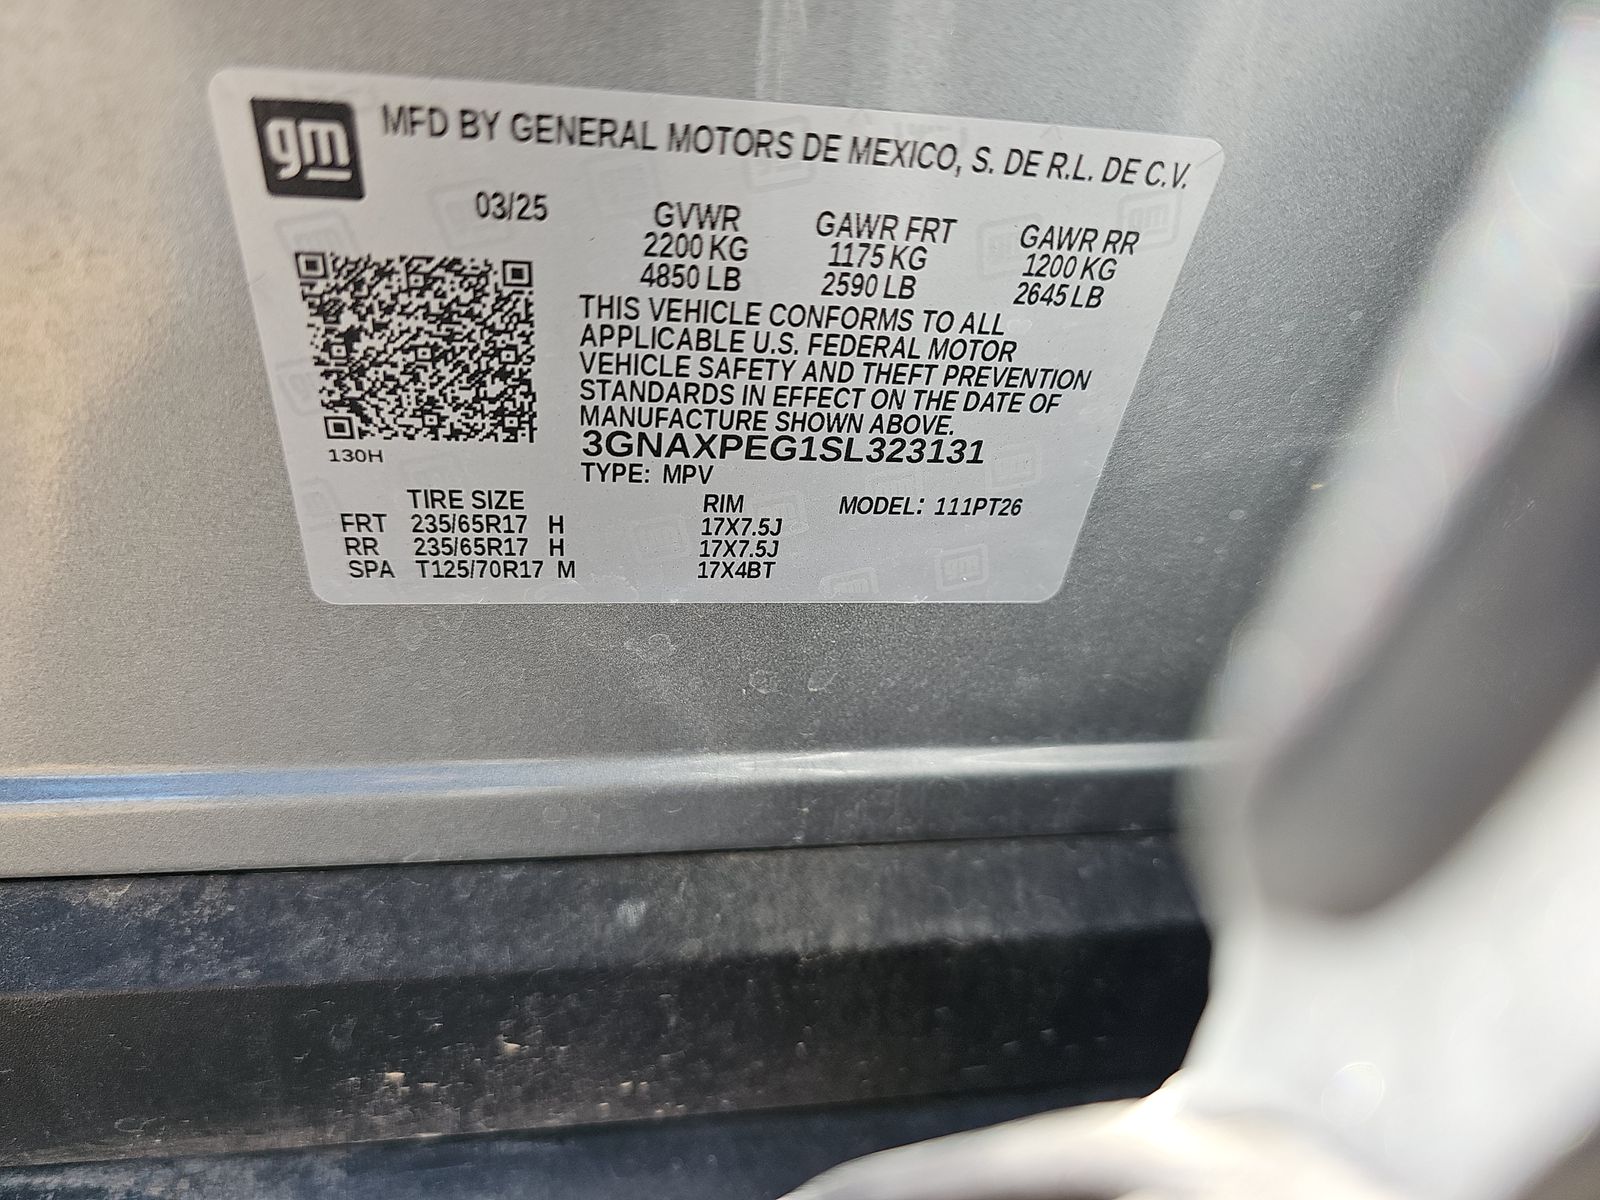 gm
MFD BY GENERAL MOTORS DE MEXICO, S. DE R.L. DE C.V.
03/25
GVWR GAWR FRT GAWR RR
2200 KG 1175 KG 1200 KG
4850 LB 2590 LB 2645 LB
THIS VEHICLE CONFORMS TO ALL
APPLICABLE U.S. FEDERAL MOTOR
VEHICLE SAFETY AND THEFT PREVENTION
STANDARDS IN EFFECT ON THE DATE OF
MANUFACTURE SHOWN ABOVE.
3GNAXPEG1SL323131
130H
TYPE: MPV
TIRE SIZE RIM MODEL: 111PT26
FRT 235/65R17 H 17X7.5J
RR 235/65R17 H 17X7.5J
SPA T125/70R17 M 17X4BT